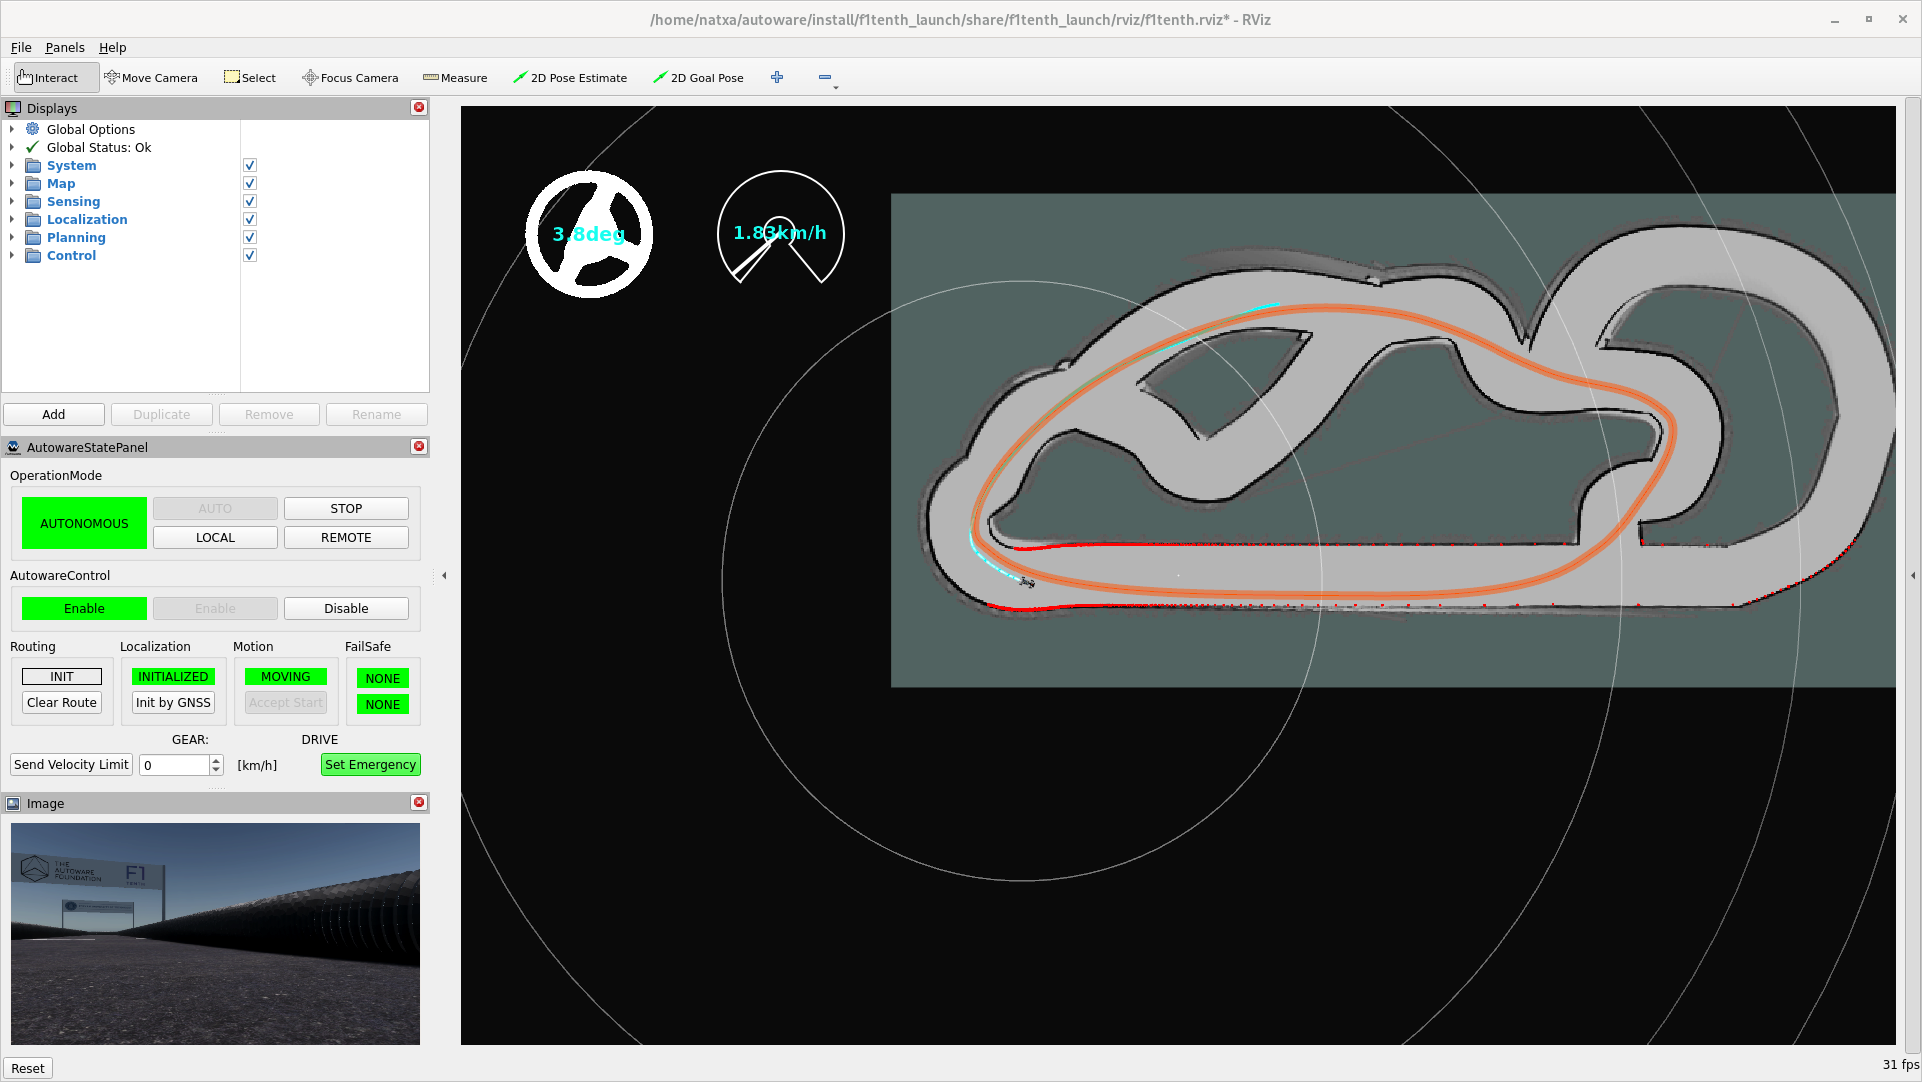 /home/natxa/autoware/install/f1tenth_launch/share/f1tenth_launch/rviz/f1tenth.rviz* - RViz
File Panels Help
Interact Move Camera Select Focus Camera Measure 2D Pose Estimate 2D Goal Pose
Displays
Global Options
Global Status: Ok
System
Map
Sensing
Localization
Planning
Control
Add Duplicate Remove Rename
AutowareStatePanel
OperationMode
AUTONOMOUS AUTO STOP
LOCAL REMOTE
AutowareControl
Enable Enable Disable
Routing Localization Motion FailSafe
INIT INITIALIZED MOVING NONE
Clear Route Init by GNSS Accept Start NONE
GEAR: DRIVE
Send Velocity Limit 0 [km/h] Set Emergency
Image
THE
AUTOWARE
FOUNDATION
F1
Reset
3.8deg
1.83km/h
31 fps